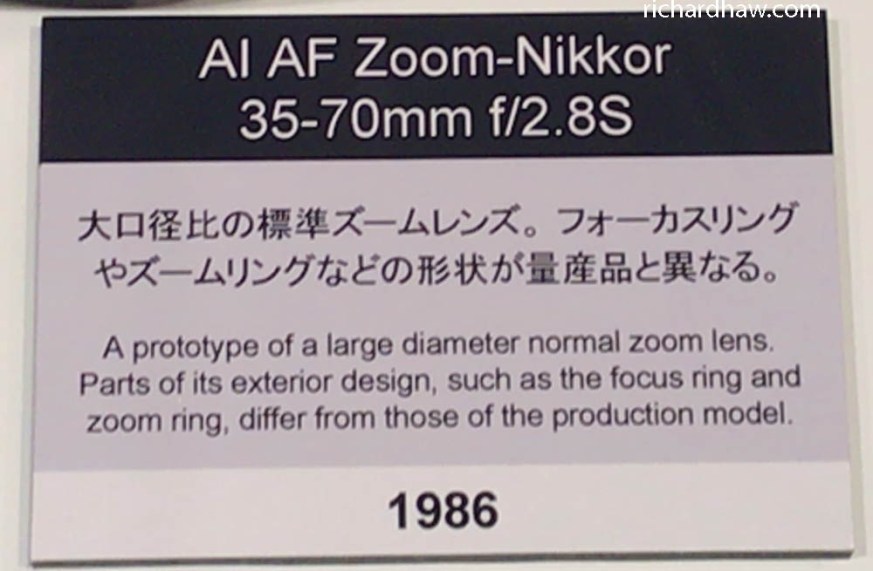 richardhaw.com
AI AF Zoom-Nikkor
35-70mm f/2.8S
大口径比の標準ズームレンズ。フォーカスリング
やズームリングなどの形状が量産品と異なる。
A prototype of a large diameter normal zoom lens.
Parts of its exterior design, such as the focus ring and
zoom ring, differ from those of the production model.
1986